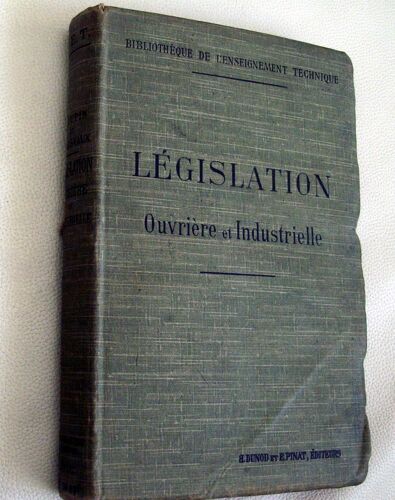 BIBLIOTHÈQUE DE L'ENSEIGNEMENT TECHNIQUE
LÉGISLATION
Ouvrière et Industrielle
H. DUNOD ET E. PINAT, ÉDITEURS
E.T.